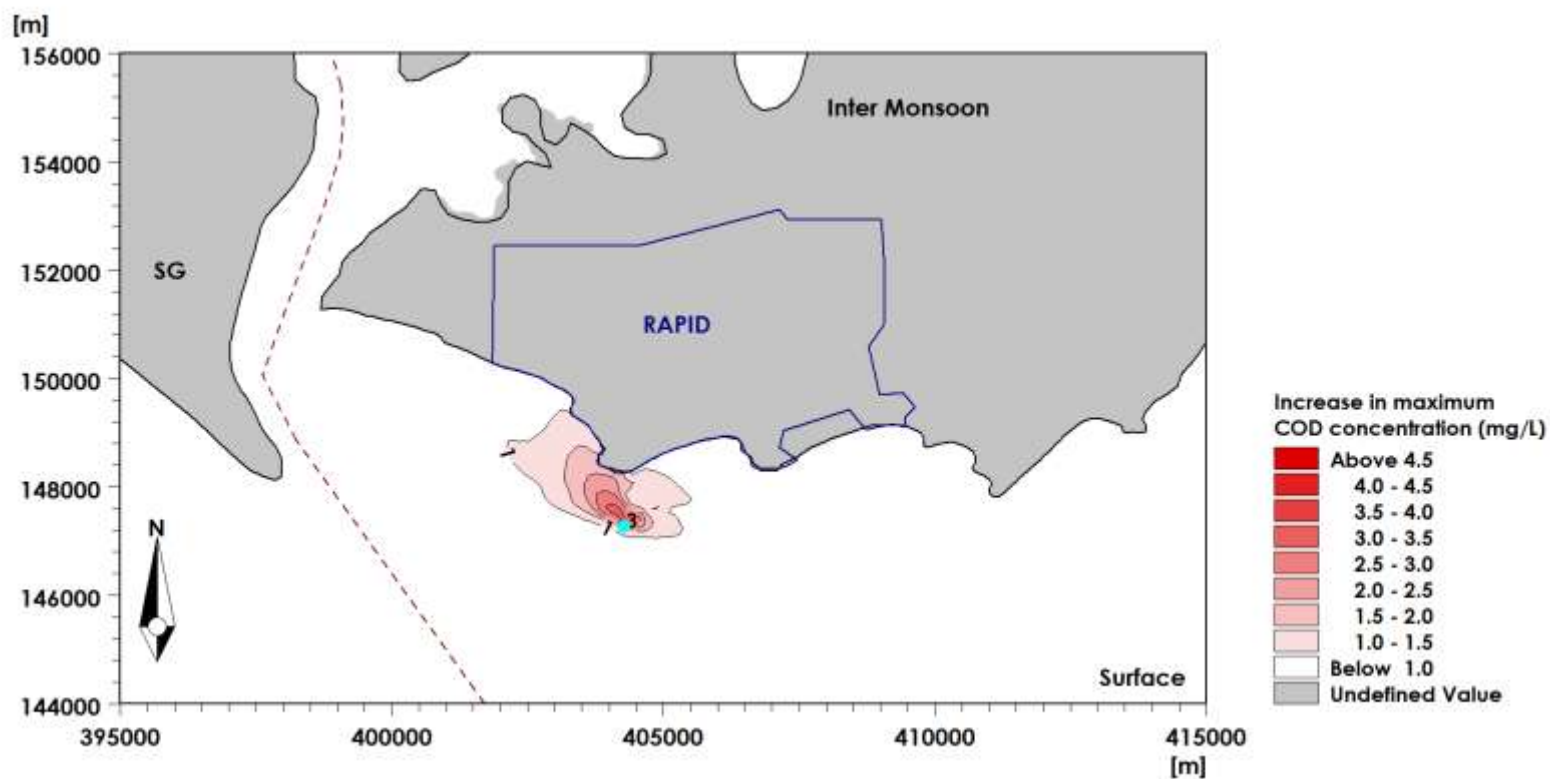 [m]
156000
154000
152000
150000
148000
146000
144000
395000
400000
405000
410000
415000
[m]
Inter Monsoon
SG
RAPID
1
1
3
N
Surface
Increase in maximum
COD concentration (mg/L)
Above 4.5
4.0 - 4.5
3.5 - 4.0
3.0 - 3.5
2.5 - 3.0
2.0 - 2.5
1.5 - 2.0
1.0 - 1.5
Below 1.0
Undefined Value